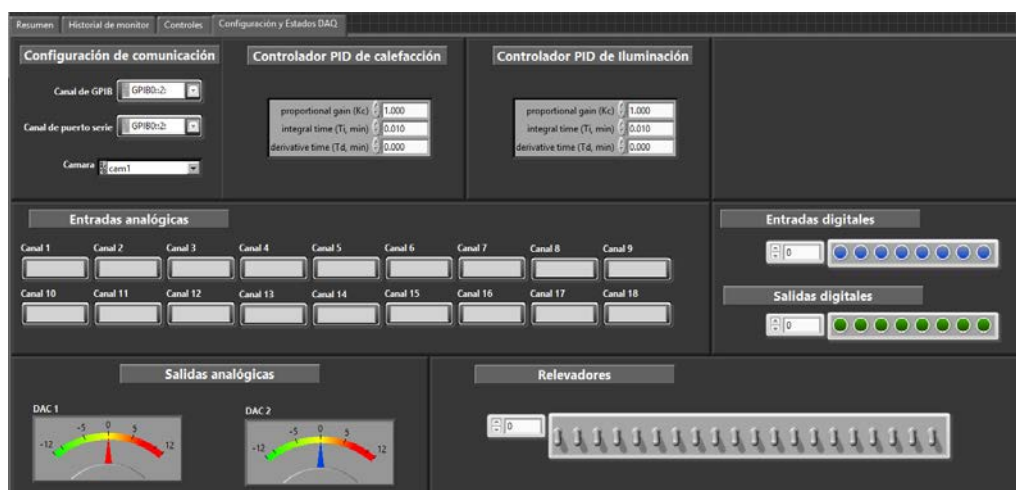 Resumen Historial de monitor Controles Configuración y Estados DAQ
Configuración de comunicación
Canal de GPIB GPIB0::2:
Canal de puerto serie GPIB0::2:
Camara cam1
Controlador PID de calefacción
proportional gain (Kc) 1.000
integral time (Ti, min) 0.010
derivative time (Td, min) 0.000
Controlador PID de Iluminación
proportional gain (Kc) 1.000
integral time (Ti, min) 0.010
derivative time (Td, min) 0.000
Entradas analógicas
Canal 1 Canal 2 Canal 3 Canal 4 Canal 5 Canal 6 Canal 7 Canal 8 Canal 9
Canal 10 Canal 11 Canal 12 Canal 13 Canal 14 Canal 15 Canal 16 Canal 17 Canal 18
Entradas digitales
0
Salidas digitales
0
Salidas analógicas
DAC 1
-12 -5 0 5 12
DAC 2
-12 -5 0 5 12
Relevadores
0